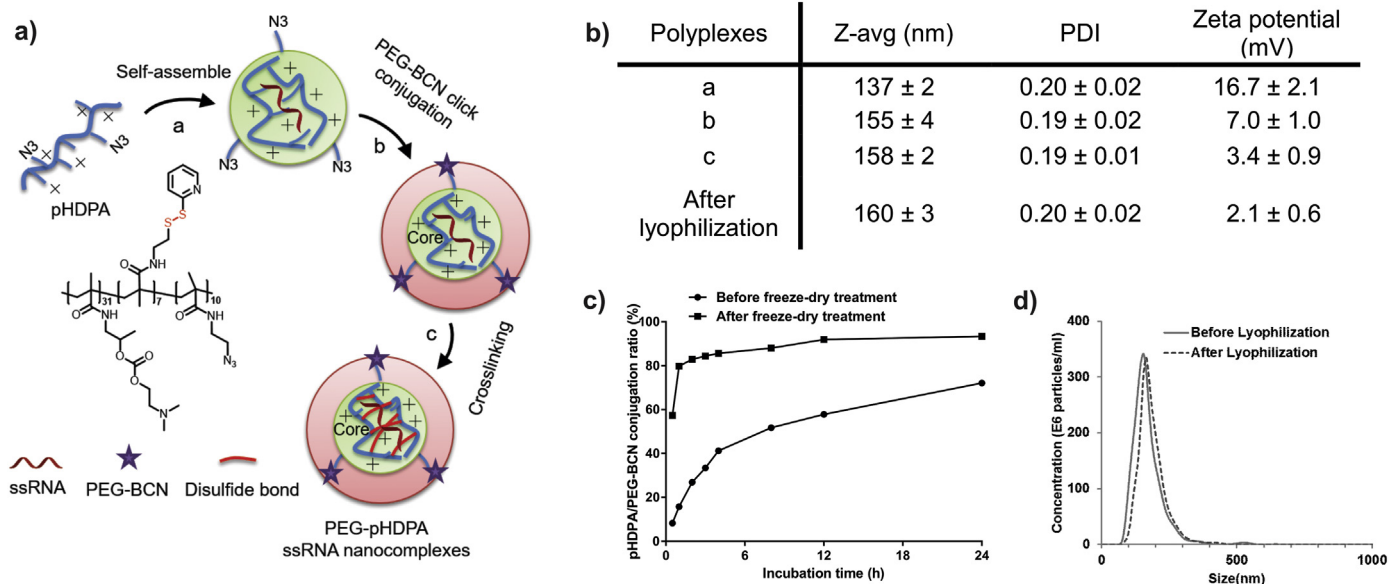 a)
N3
Self-assemble
a
PEG-BCN click
conjugation
b
N3
N3
pHDPA
N3
N3
N
S-S
O
NH
31
7
10
O
NH
O
NH
O
O
O
N3
N
Core
c
Crosslinking
Core
ssRNA
PEG-BCN
Disulfide bond
PEG-pHDPA
ssRNA nanocomplexes
b)
Polyplexes Z-avg (nm) PDI Zeta potential
(mV)
a 137 ± 2 0.20 ± 0.02 16.7 ± 2.1
b 155 ± 4 0.19 ± 0.02 7.0 ± 1.0
c 158 ± 2 0.19 ± 0.01 3.4 ± 0.9
After
lyophilization 160 ± 3 0.20 ± 0.02 2.1 ± 0.6
c)
Before freeze-dry treatment
After freeze-dry treatment
pHDPA/PEG-BCN conjugation ratio (%)
100
80
60
40
20
0
0 6 12 18 24
Incubation time (h)
d)
Before Lyophilization
After Lyophilization
Concentration (E6 particles/ml)
400
300
200
100
0
0 500 1000
Size(nm)